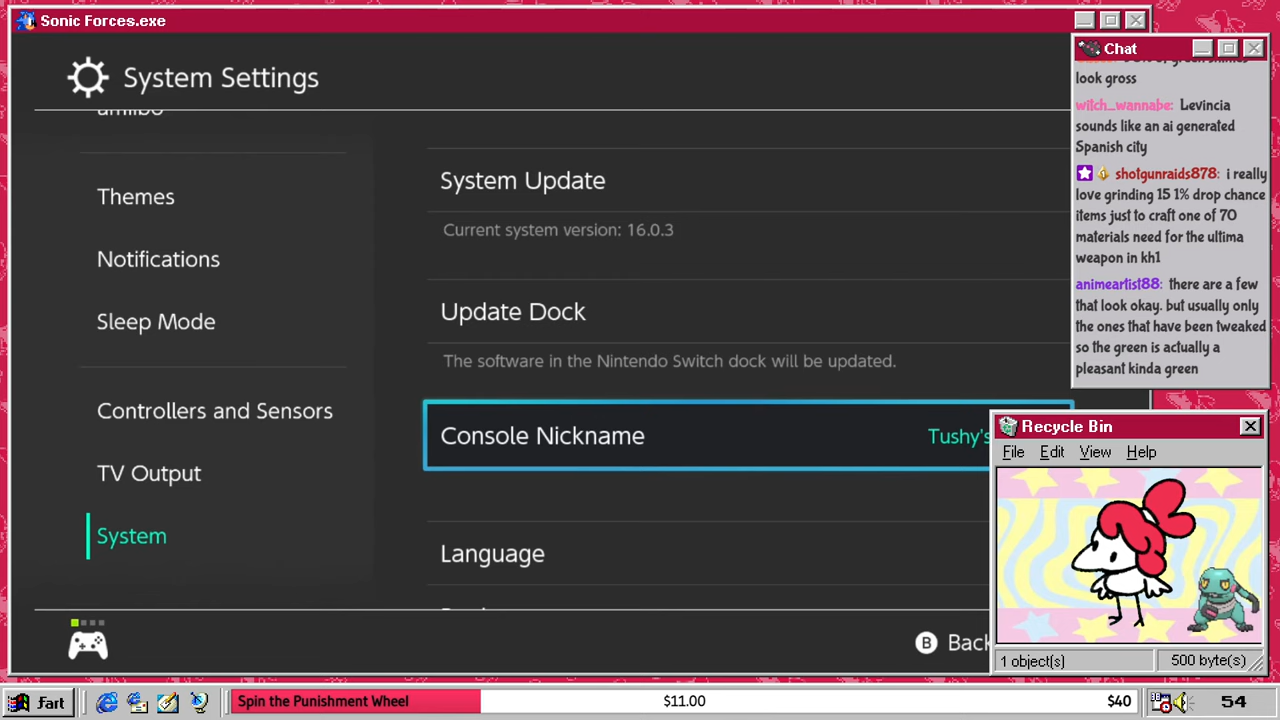 Sonic Forces.exe
System Settings
amiibo
Themes
Notifications
Sleep Mode
Controllers and Sensors
TV Output
System
System Update
Current system version: 16.0.3
Update Dock
The software in the Nintendo Switch dock will be updated.
Console Nickname
Tushy's
Language
B Back
Chat
look gross
witch_wannabe: Levincia
sounds like an ai generated
Spanish city
shotgunraids878: i really
love grinding 15 1% drop chance
items just to craft one of 70
materials need for the ultima
weapon in kh1
animeartist88: there are a few
that look okay. but usually only
the ones that have been tweaked
so the green is actually a
pleasant kinda green
Recycle Bin
File Edit View Help
1 object(s)
500 byte(s)
fart
Spin the Punishment Wheel
$11.00
$40
54